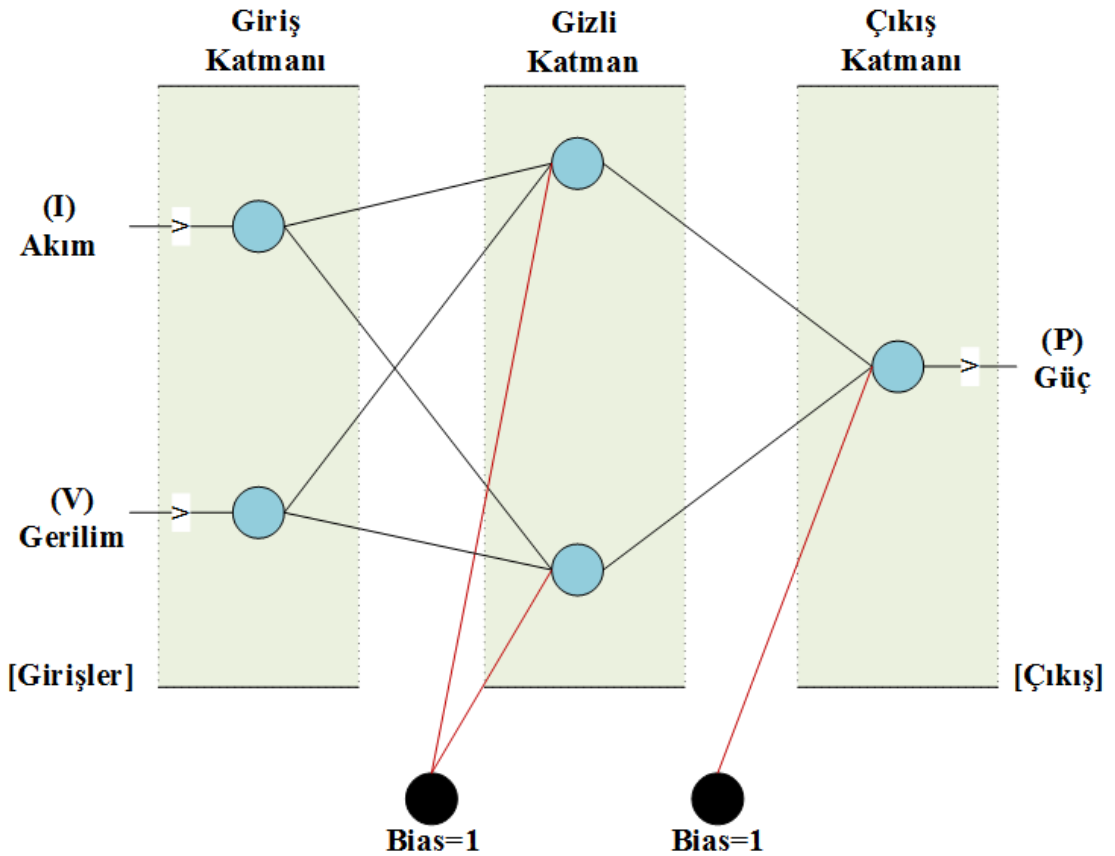 Giriş
Katmanı
Gizli
Katman
Çıkış
Katmanı
(I)
Akım
(V)
Gerilim
(P)
Güç
[Girişler]
[Çıkış]
Bias=1
Bias=1